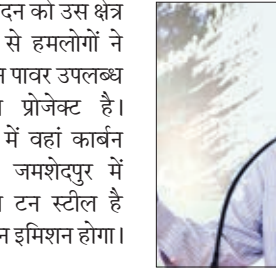 दन को उस क्षेत्र
से हमलोगों ने
पावर उपलब्ध
प्रोजेक्ट है।
में वहां कार्बन
जमशेदपुर में
टन स्टील है
न इमिशन होगा।